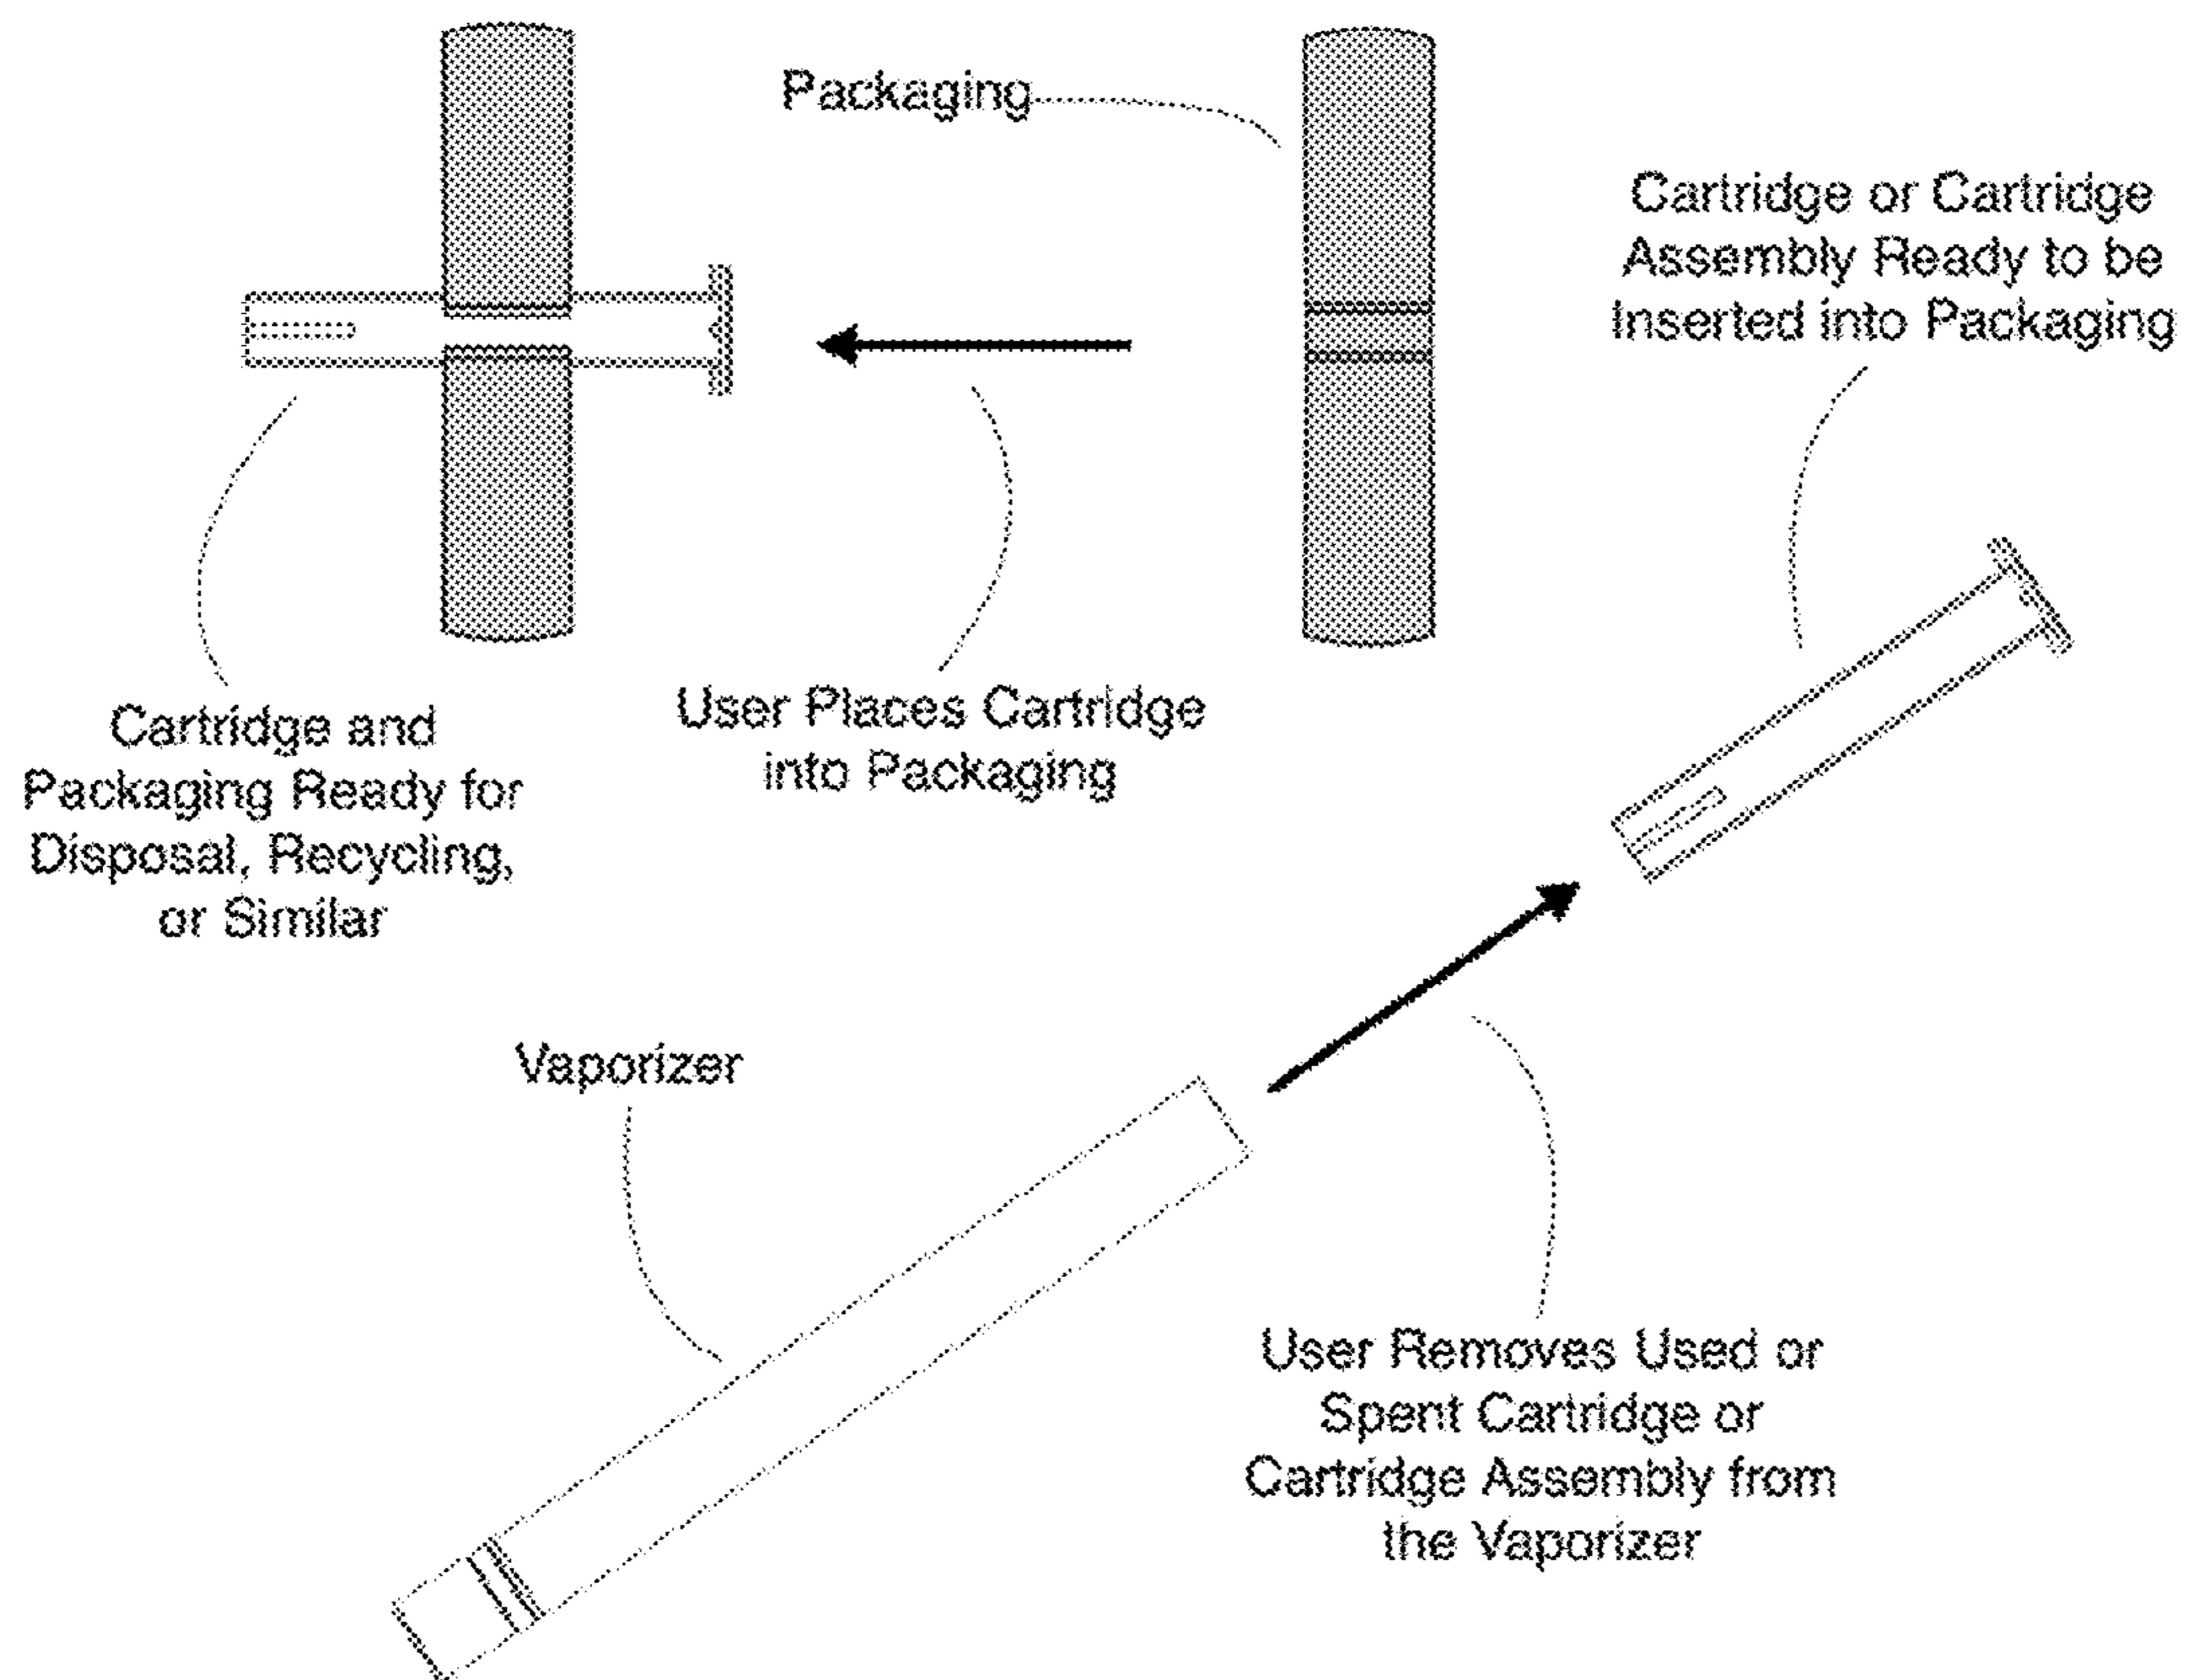 Packaging
Cartridge or Cartridge
Assembly Ready to be
Inserted into Packaging
Cartridge and
Packaging Ready for
Disposal, Recycling,
or Similar
User Places Cartridge
into Packaging
Vaporizer
User Removes Used or
Spent Cartridge or
Cartridge Assembly from
the Vaporizer